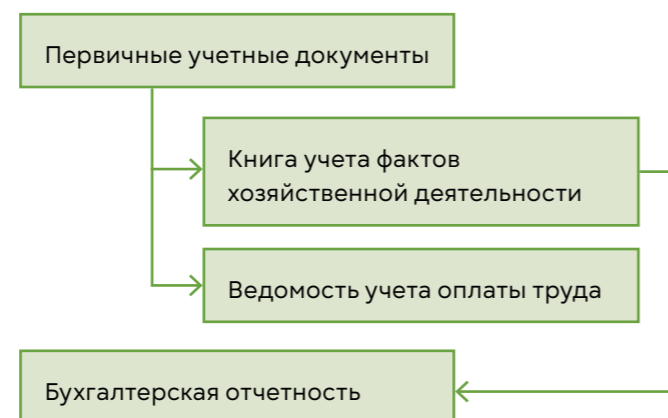 Первичные учетные документы
Книга учета фактов
хозяйственной деятельности
Ведомость учета оплаты труда
Бухгалтерская отчетность